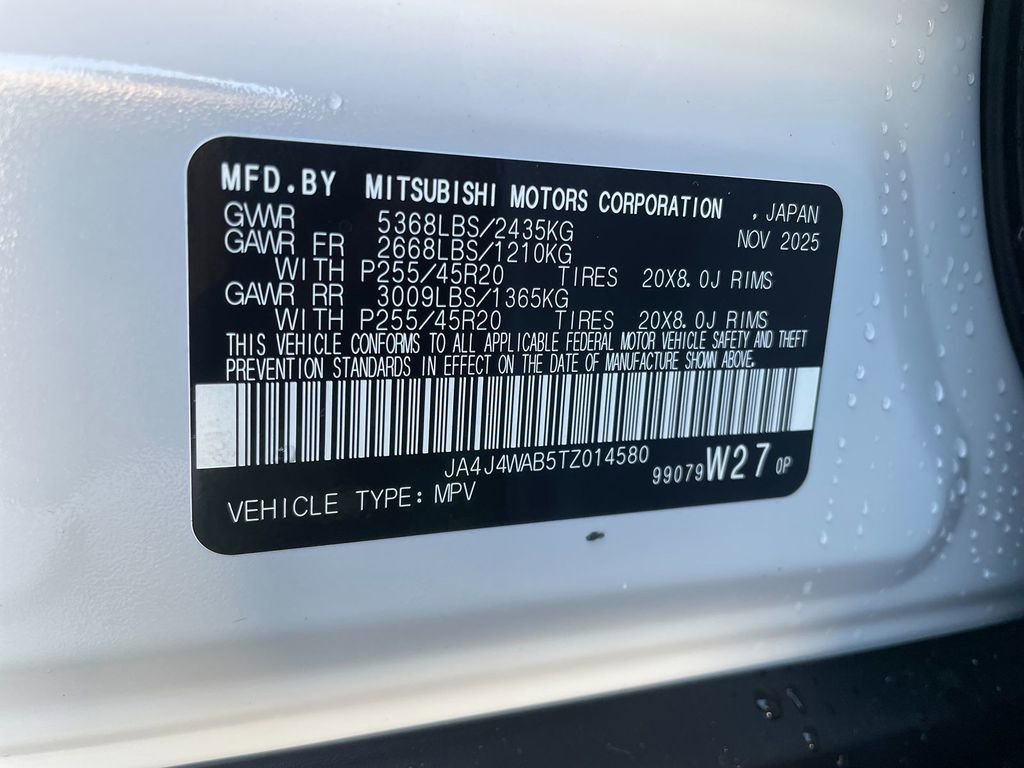 MFD.BY MITSUBISHI MOTORS CORPORATION , JAPAN
GVWR 5368LBS/2435KG NOV 2025
GAWR FR 2668LBS/1210KG
WITH P255/45R20 TIRES 20X8.0J RIMS
GAWR RR 3009LBS/1365KG
WITH P255/45R20 TIRES 20X8.0J RIMS
THIS VEHICLE CONFORMS TO ALL APPLICABLE FEDERAL MOTOR VEHICLE SAFETY AND THEFT
PREVENTION STANDARDS IN EFFECT ON THE DATE OF MANUFACTURE SHOWN ABOVE.
JA4J4WAB5TZ014580 99079 W27 0P
VEHICLE TYPE: MPV